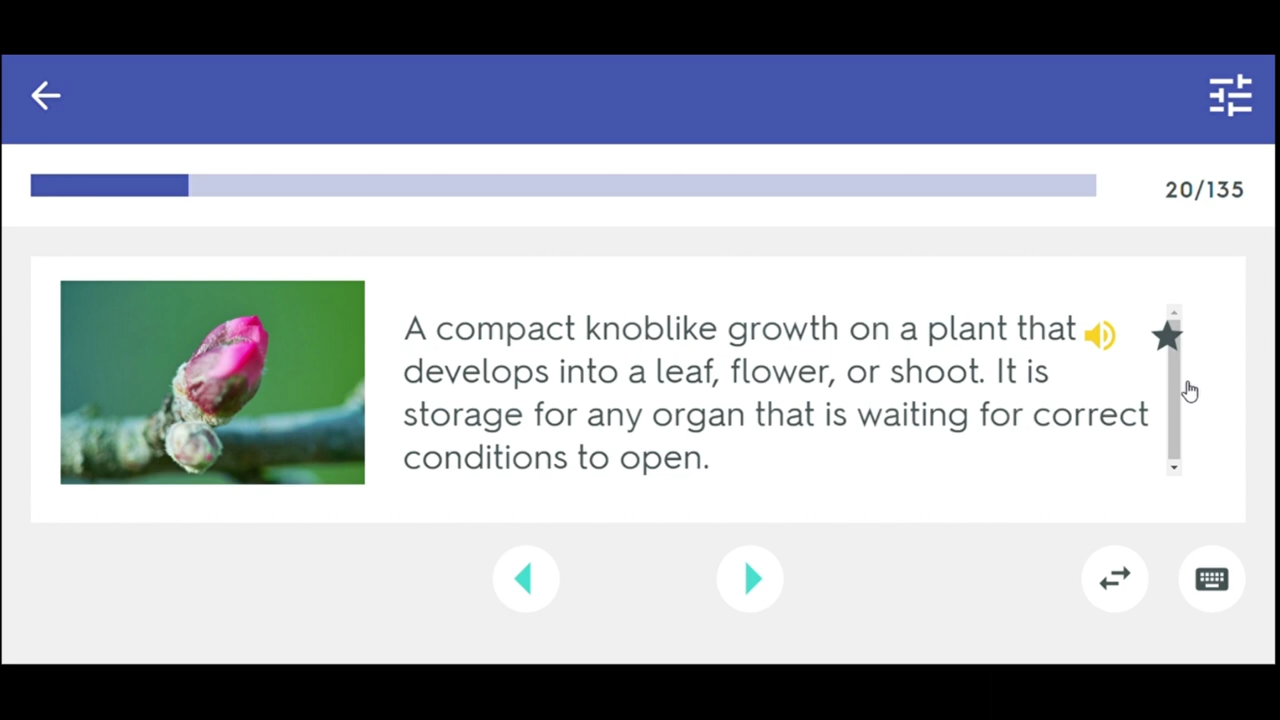 20/135
A compact knoblike growth on a plant that
develops into a leaf, flower, or shoot. It is
storage for any organ that is waiting for correct
conditions to open.